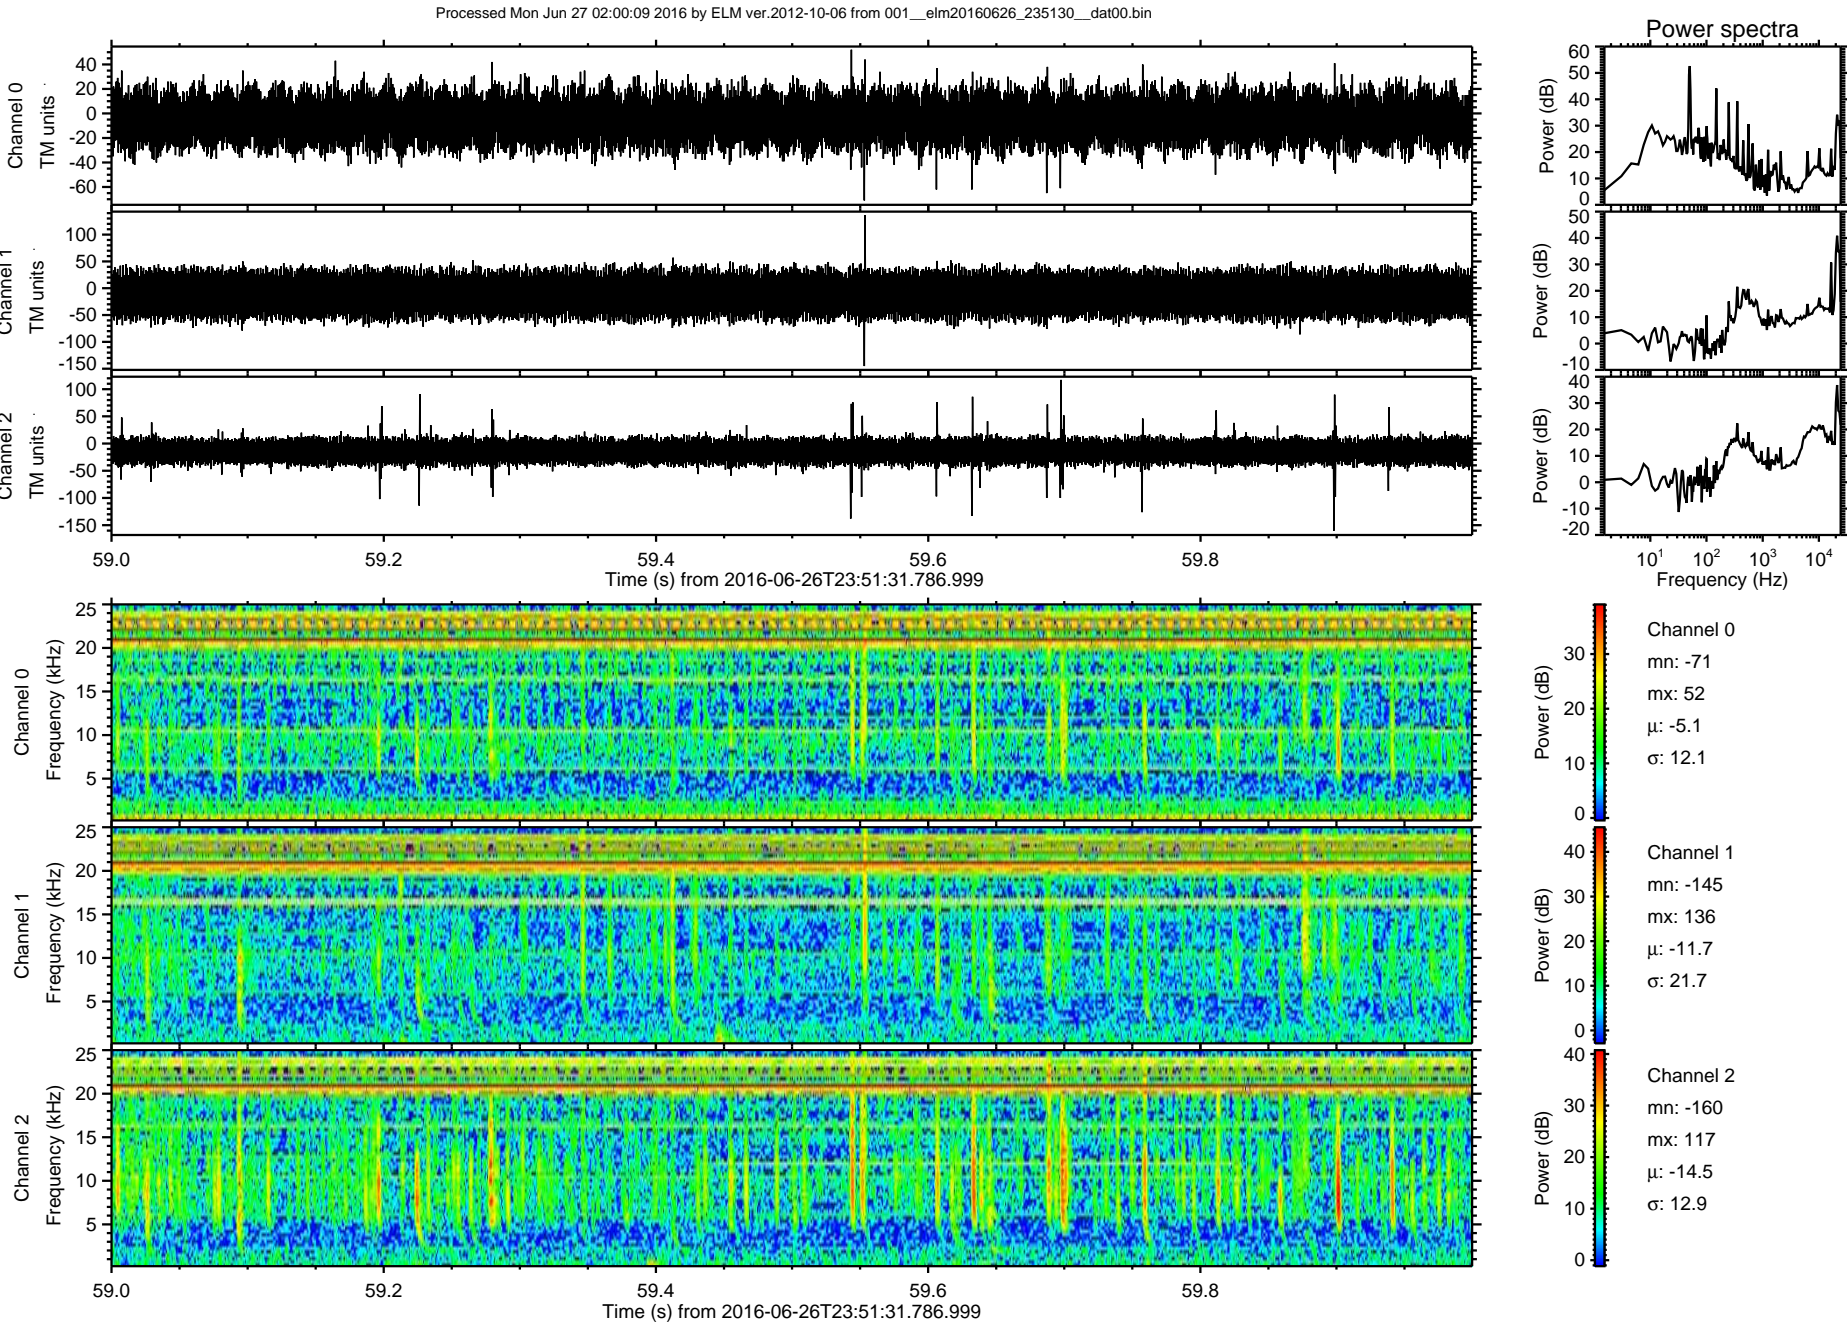 Processed Mon Jun 27 02:00:09 2016 by ELM ver.2012-10-06 from 001__elm20160626_235130__dat00.bin
Power spectra
Channel 0
TM units
40
20
0
-20
-40
-60
Power (dB)
60
50
40
30
20
10
0
Channel 1
TM units
100
50
0
-50
-100
-150
Power (dB)
50
40
30
20
10
0
-10
Channel 2
TM units
100
50
0
-50
-100
-150
Power (dB)
40
30
20
10
0
-10
-20
59.0 59.2 59.4 59.6 59.8
Time (s) from 2016-06-26T23:51:31.786.999
10¹ 10² 10³ 10⁴
Frequency (Hz)
Channel 0
Frequency (kHz)
25
20
15
10
5
Power (dB)
30
20
10
0
Channel 0
mn: -71
mx: 52
μ: -5.1
σ: 12.1
Channel 1
Frequency (kHz)
25
20
15
10
5
Power (dB)
40
30
20
10
0
Channel 1
mn: -145
mx: 136
μ: -11.7
σ: 21.7
Channel 2
Frequency (kHz)
25
20
15
10
5
Power (dB)
40
30
20
10
0
Channel 2
mn: -160
mx: 117
μ: -14.5
σ: 12.9
59.0 59.2 59.4 59.6 59.8
Time (s) from 2016-06-26T23:51:31.786.999